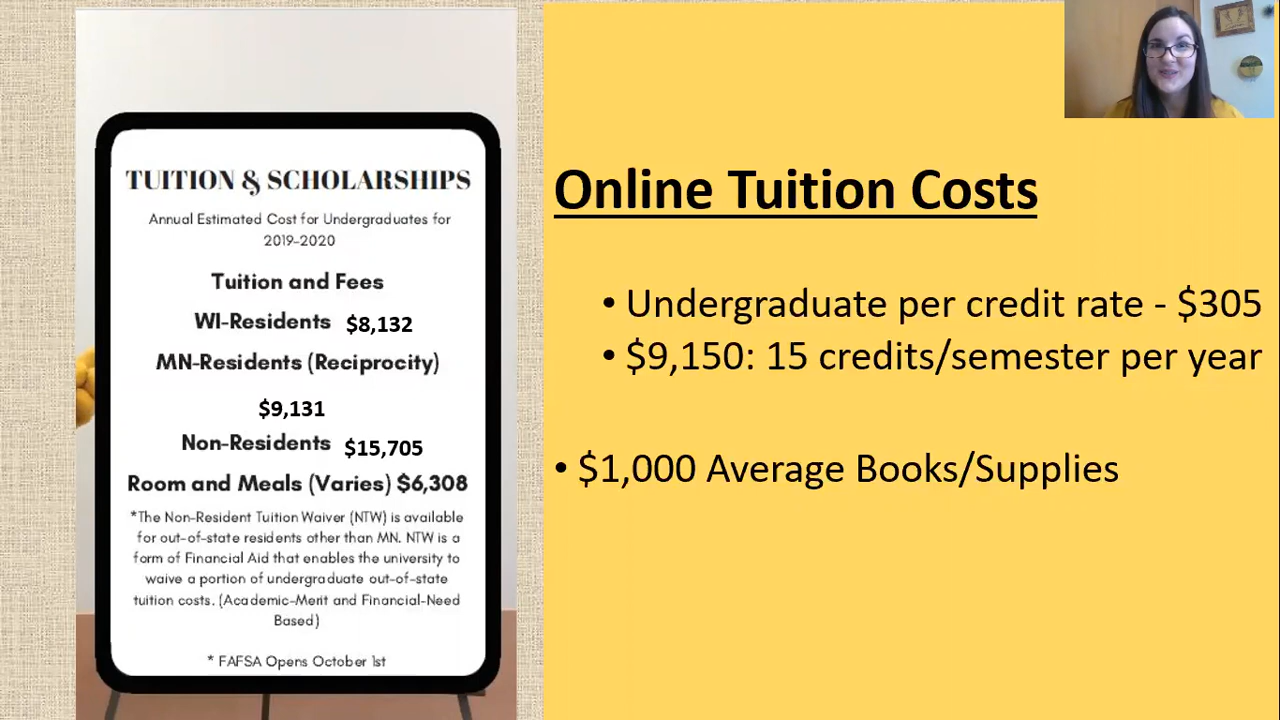 TUITION & SCHOLARSHIPS
Annual Estimated Cost for Undergraduates for
2019-2020
Tuition and Fees
WI-Residents $8,132
MN-Residents (Reciprocity)
$9,131
Non-Residents $15,705
Room and Meals (Varies) $6,308
*The Non-Resident Tuition Waiver (NTW) is available
for out-of-state residents other than MN. NTW is a
form of Financial Aid that enables the university to
waive a portion of undergraduate out-of-state
tuition costs. (Academic-Merit and Financial-Need
Based)
* FAFSA Opens October 1st
Online Tuition Costs
• Undergraduate per credit rate - $305
• $9,150: 15 credits/semester per year
• $1,000 Average Books/Supplies